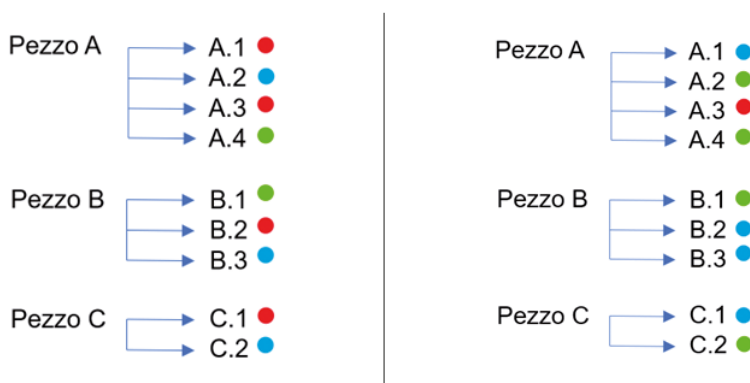 Pezzo A
A.1
A.2
A.3
A.4
Pezzo B
B.1
B.2
B.3
Pezzo C
C.1
C.2
Pezzo A
A.1
A.2
A.3
A.4
Pezzo B
B.1
B.2
B.3
Pezzo C
C.1
C.2